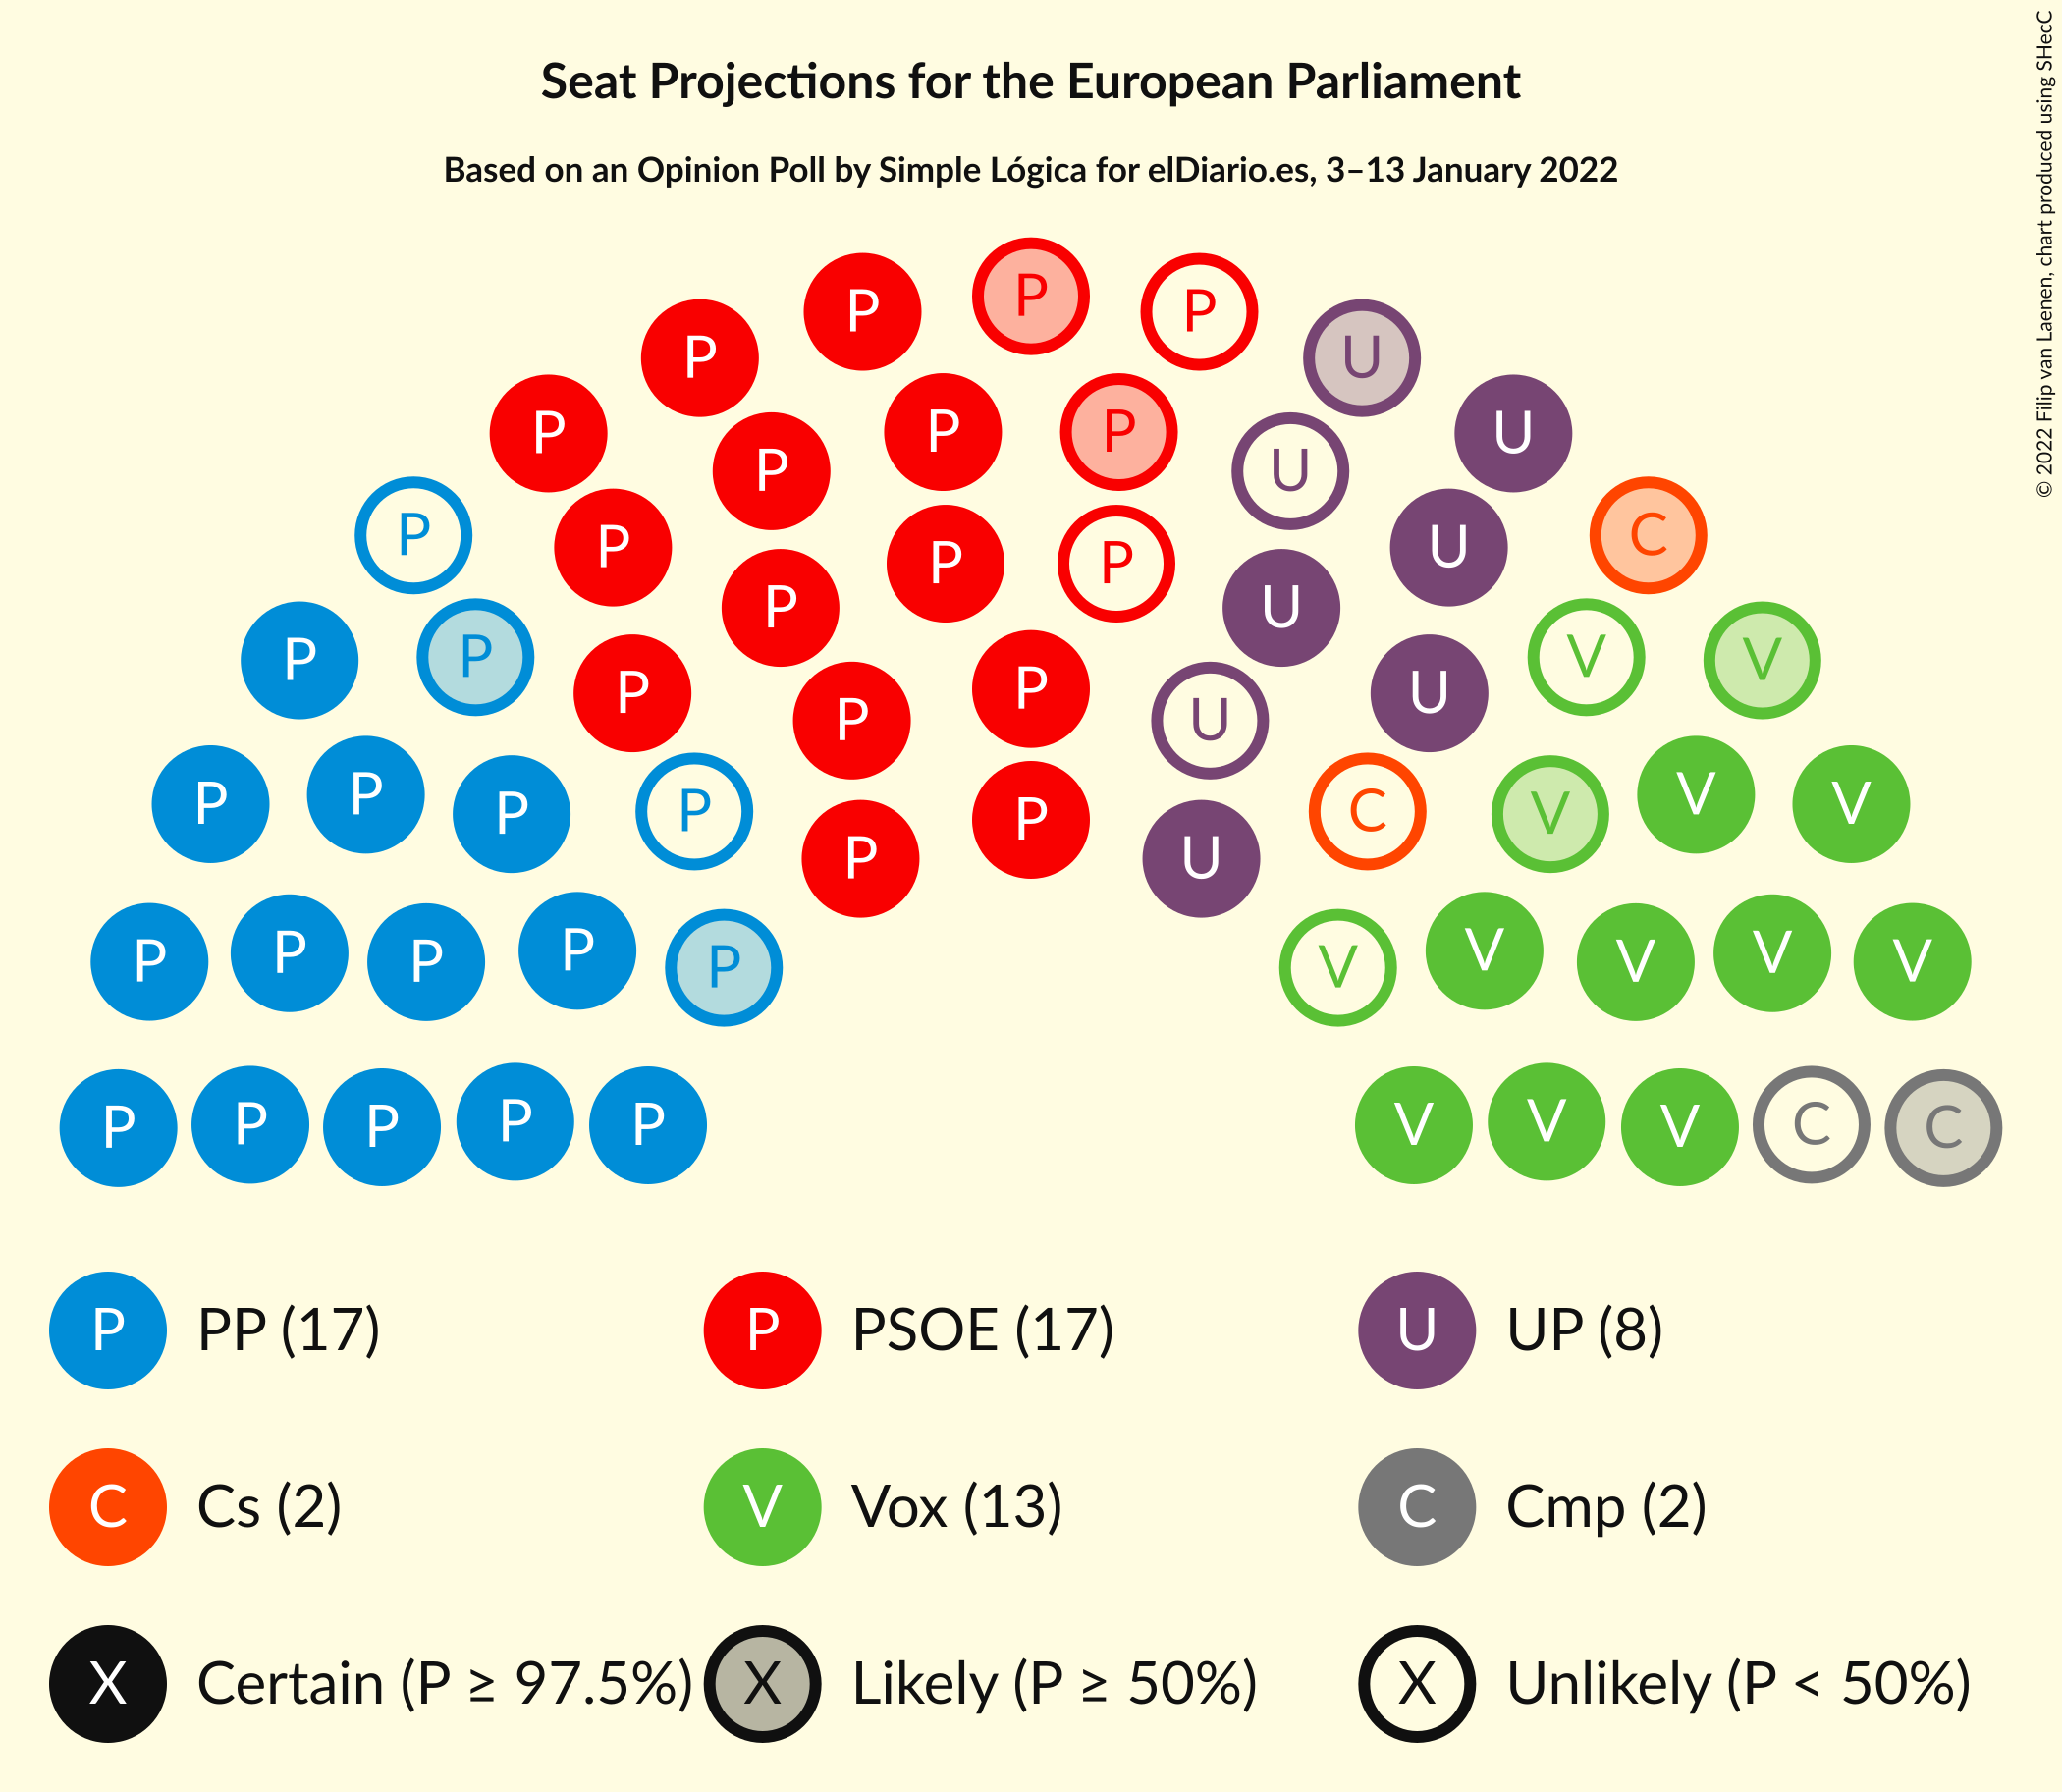 Seat Projections for the European Parliament
Based on an Opinion Poll by Simple Lógica for elDiario.es, 3–13 January 2022
© 2022 Filip van Laenen, chart produced using SHecC
P
P P
P U
P P P U
P P U U
P C
P P P U
P P V V
P P U
P P U
P P P P C V V V
P P U
P P P P P V V V V V
P P P P P V V V C C
P PP (17) P PSOE (17) U UP (8)
C Cs (2) V Vox (13) C Cmp (2)
X Certain (P ≥ 97.5%) X Likely (P ≥ 50%) X Unlikely (P < 50%)